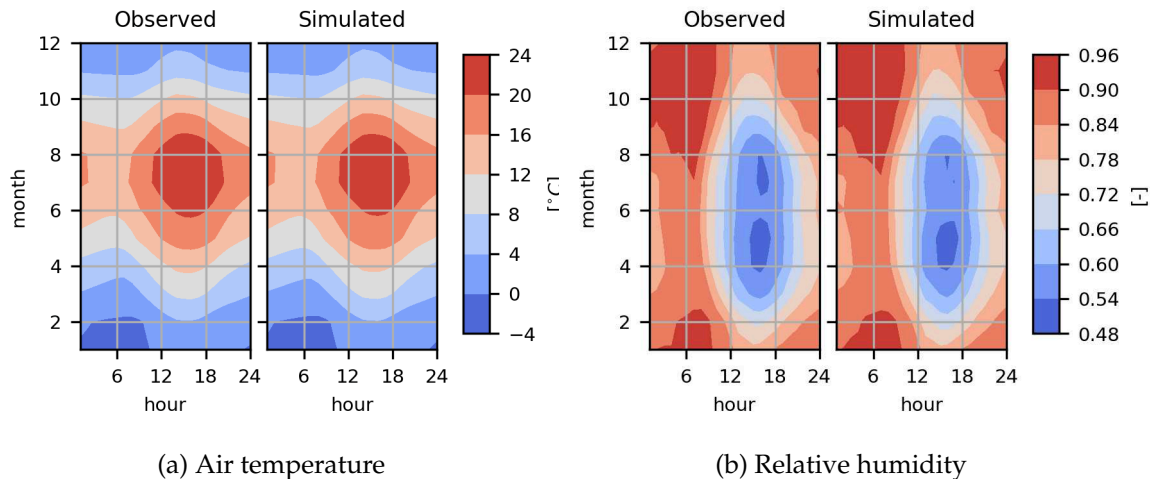 Observed Simulated
12
10
8
6
4
2
month
6 12 18 6 12 18 24
hour hour
24
20
16
12
8
4
0
−4
[°C]
(a) Air temperature
Observed Simulated
12
10
8
6
4
2
month
6 12 18 6 12 18 24
hour hour
0.96
0.90
0.84
0.78
0.72
0.66
0.60
0.54
0.48
[-]
(b) Relative humidity